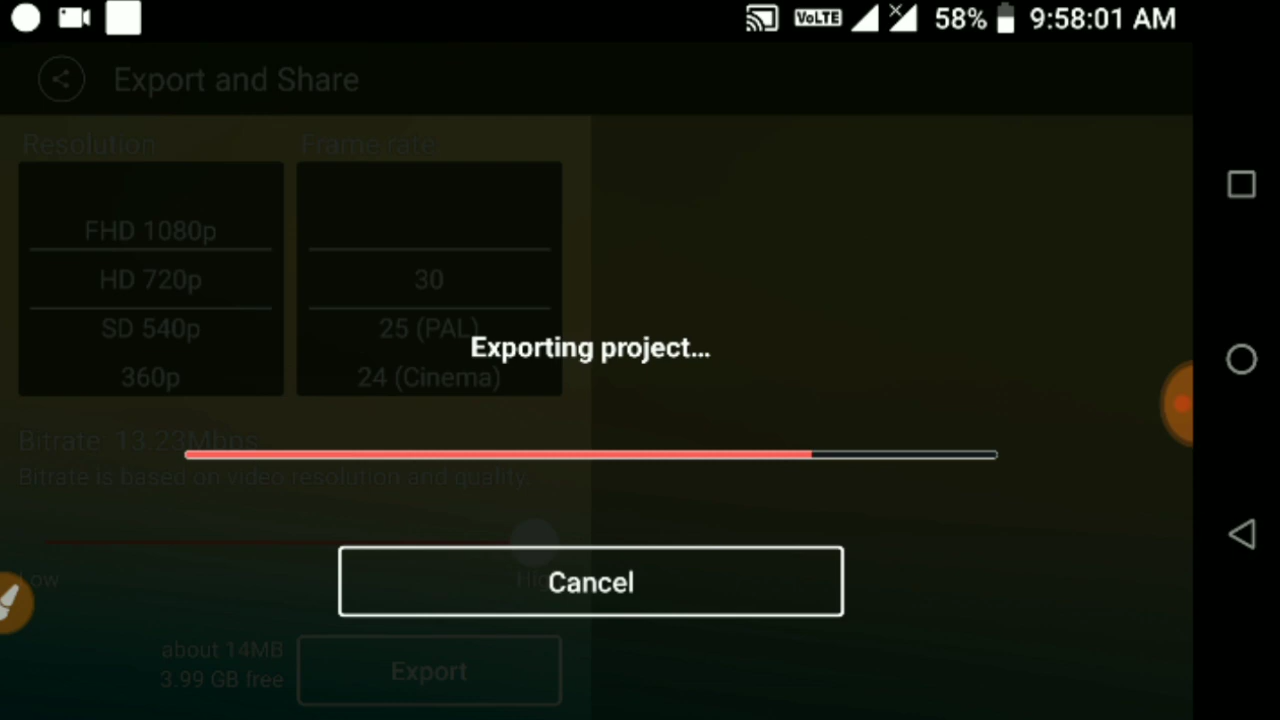 VoLTE 58% 9:58:01 AM
Export and Share
Resolution Frame rate
FHD 1080p
HD 720p 30
SD 540p 25 (PAL)
Exporting project...
360p 24 (Cinema)
Bitrate 13.23Mbps
Bitrate is based on video resolution and quality.
Low High
Cancel
about 14MB
3.99 GB free
Export